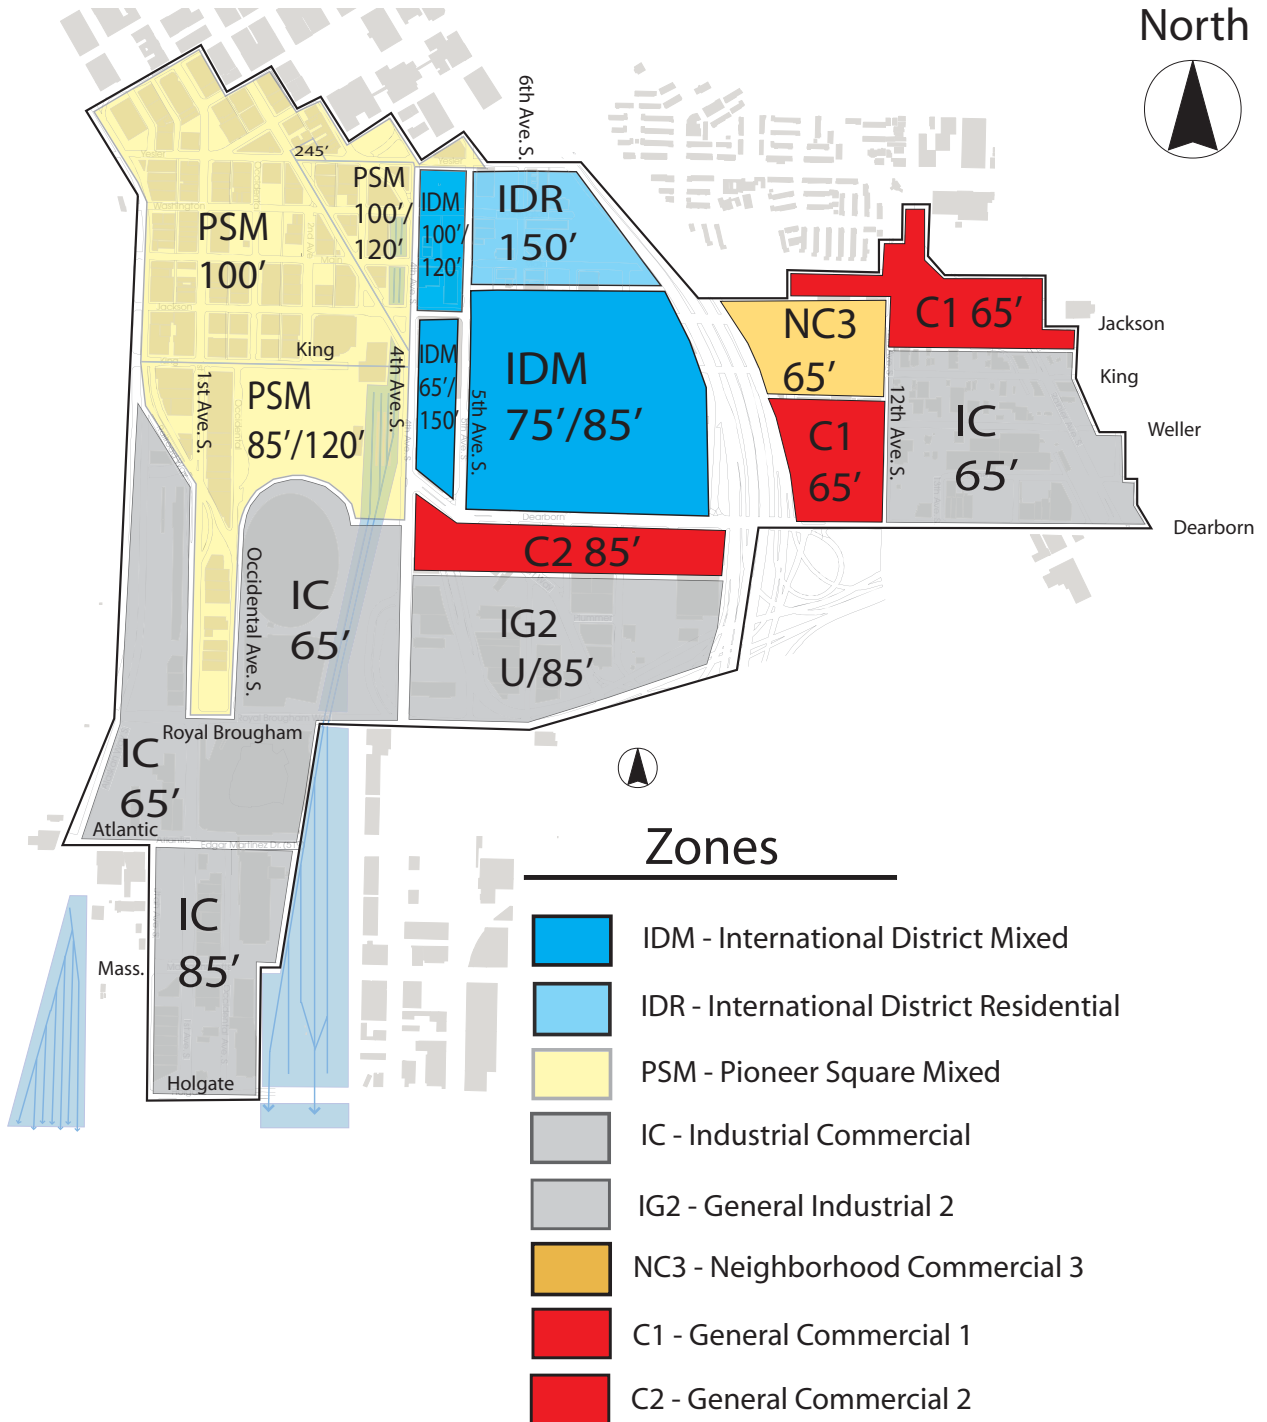 North
6th Ave. S.
245'
PSM
100'/
120'
IDM
100'/
120'
IDR
150'
PSM
100'
C1 65'
NC3
65'
Jackson
King
IDM
65'/
150'
4th Ave. S.
1st Ave. S.
PSM
85'/120'
5th Ave. S.
IDM
75'/85'
King
12th Ave. S.
IC
65'
C1
65'
Weller
Dearborn
Dearborn
C2 85'
Occidental Ave. S.
IC
65'
IG2
U/85'
Royal Brougham
IC
65'
Atlantic
IC
85'
Mass.
Holgate
Zones
IDM - International District Mixed
IDR - International District Residential
PSM - Pioneer Square Mixed
IC - Industrial Commercial
IG2 - General Industrial 2
NC3 - Neighborhood Commercial 3
C1 - General Commercial 1
C2 - General Commercial 2